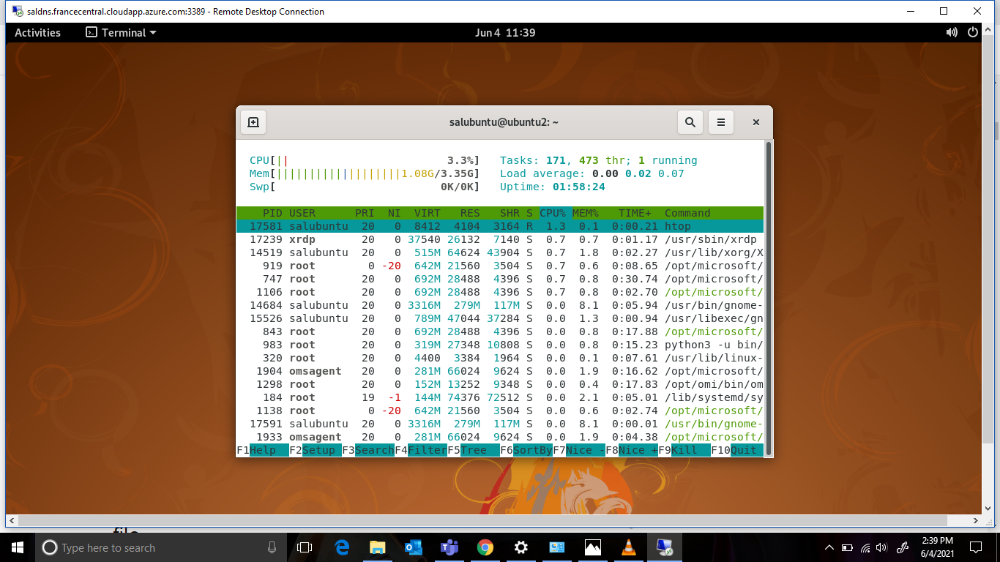 saldns.francecentral.cloudapp.azure.com:3389 - Remote Desktop Connection
Activities Terminal Jun 4 11:39
salubuntu@ubuntu2: ~
CPU[|| 3.3%] Tasks: 171, 473 thr; 1 running
Mem[|||||||||||||||||||1.08G/3.35G] Load average: 0.00 0.02 0.07
Swp[ 0K/0K] Uptime: 01:58:24
PID USER PRI NI VIRT RES SHR S CPU% MEM% TIME+ Command
17581 salubuntu 20 0 8412 4104 3164 R 1.3 0.1 0:00.21 htop
17239 xrdp 20 0 37540 26132 7140 S 0.7 0.7 0:01.17 /usr/sbin/xrdp
14519 salubuntu 20 0 515M 64624 43904 S 0.7 1.8 0:02.27 /usr/lib/xorg/X
919 root 0 -20 642M 21560 3504 S 0.7 0.6 0:08.65 /opt/microsoft/
747 root 20 0 692M 28488 4396 S 0.7 0.8 0:30.74 /opt/microsoft/
1106 root 20 0 692M 28488 4396 S 0.7 0.8 0:02.70 /opt/microsoft/
14684 salubuntu 20 0 3316M 279M 117M S 0.0 8.1 0:05.94 /usr/bin/gnome-
15526 salubuntu 20 0 789M 47044 37284 S 0.0 1.3 0:00.94 /usr/libexec/gn
843 root 20 0 692M 28488 4396 S 0.0 0.8 0:17.88 /opt/microsoft/
983 root 20 0 319M 27348 10808 S 0.0 0.8 0:15.23 python3 -u bin/
320 root 20 0 4400 3384 1964 S 0.0 0.1 0:07.61 /usr/lib/linux-
1904 omsagent 20 0 281M 66024 9624 S 0.0 1.9 0:16.62 /opt/microsoft/
1298 root 20 0 152M 13252 9348 S 0.0 0.4 0:17.83 /opt/omi/bin/om
184 root 19 -1 144M 74376 72512 S 0.0 2.1 0:05.01 /lib/systemd/sy
1138 root 0 -20 642M 21560 3504 S 0.0 0.6 0:02.74 /opt/microsoft/
17591 salubuntu 20 0 3316M 279M 117M S 0.0 8.1 0:00.01 /usr/bin/gnome-
1933 omsagent 20 0 281M 66024 9624 S 0.0 1.9 0:04.38 /opt/microsoft/
F1Help F2Setup F3SearchF4FilterF5Tree F6SortByF7Nice -F8Nice +F9Kill F10Quit
Type here to search
2:39 PM
6/4/2021